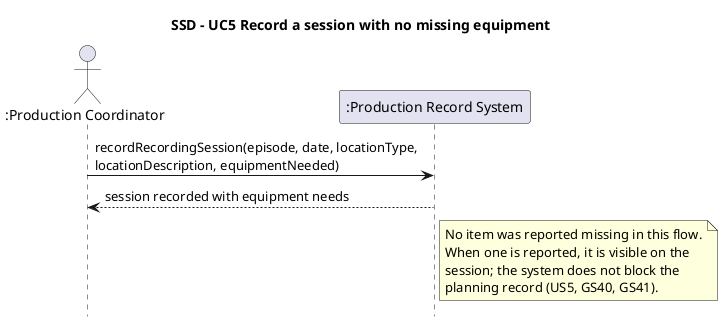 SSD - UC5 Record a session with no missing equipment
:Production Coordinator
:Production Record System
recordRecordingSession(episode, date, locationType,
locationDescription, equipmentNeeded)
session recorded with equipment needs
No item was reported missing in this flow.
When one is reported, it is visible on the
session; the system does not block the
planning record (US5, GS40, GS41).